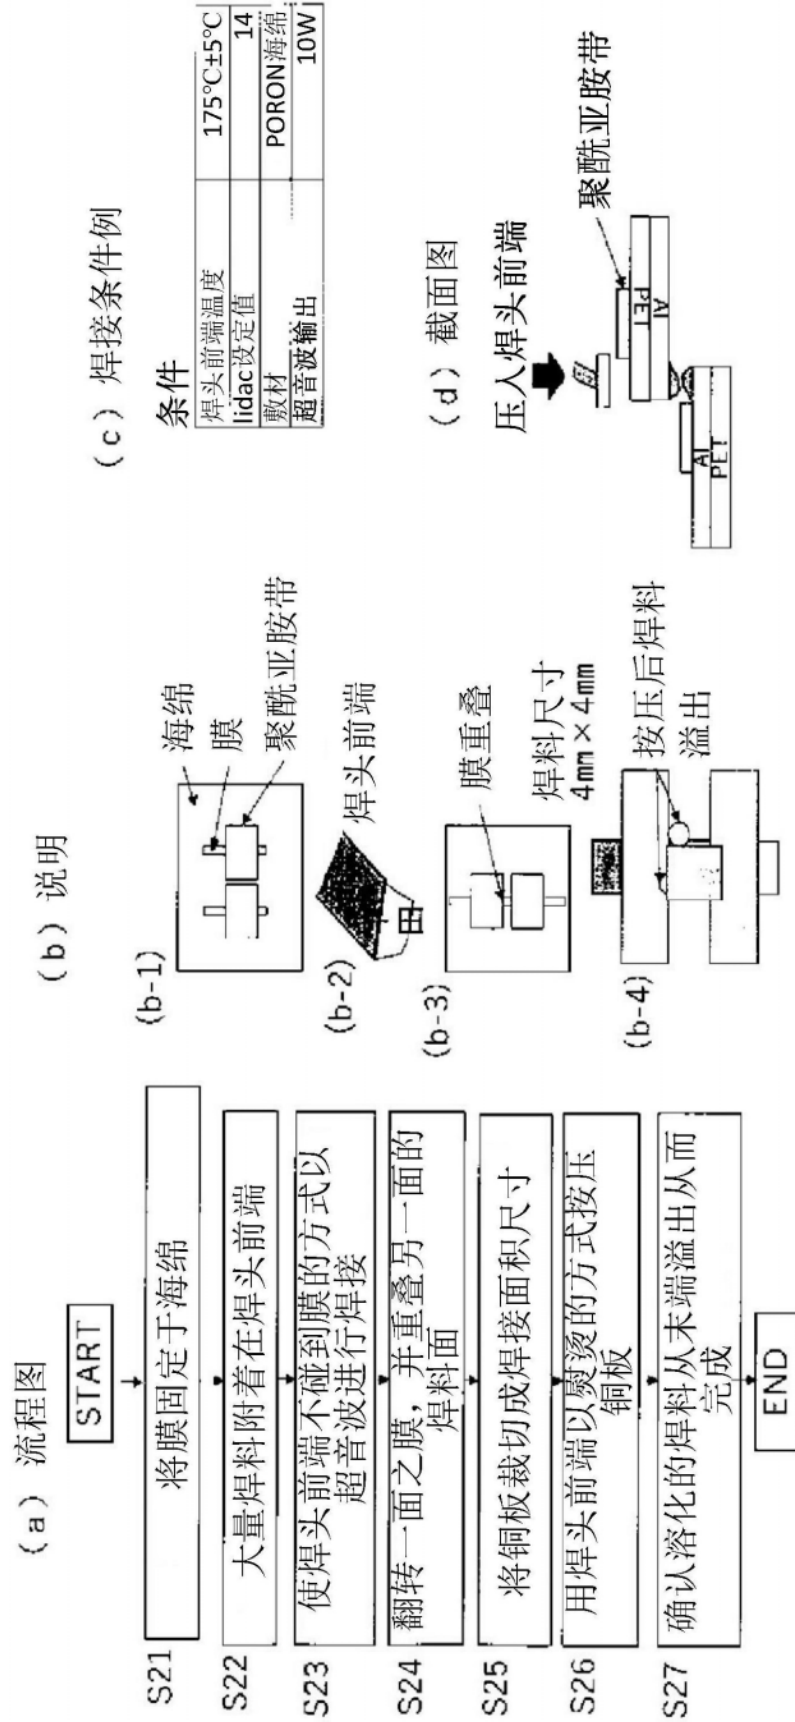 (a) 流程图
START
S21
将膜固定于海绵
S22
大量焊料附着在焊头前端
S23
使焊头前端不碰到膜的方式以
超音波进行焊接
S24
翻转一面之膜，并重叠另一面的
焊料面
S25
将铜板裁切成焊接面积尺寸
S26
用焊头前端以熨烫的方式按压
铜板
S27
确认溶化的焊料从末端溢出从而
完成
END
(b) 说明
(b-1)
海绵
膜
聚酰亚胺带
(b-2)
焊头前端
(b-3)
膜重叠
焊料尺寸
4mm×4mm
(b-4)
按压后焊料
溢出
(c) 焊接条件例
条件
焊头前端温度 175℃±5℃
lidac设定值 14
敷材 PORON海绵
超音波输出 10W
(d) 截面图
压入焊头前端
聚酰亚胺带
PET
Al
Al
PET